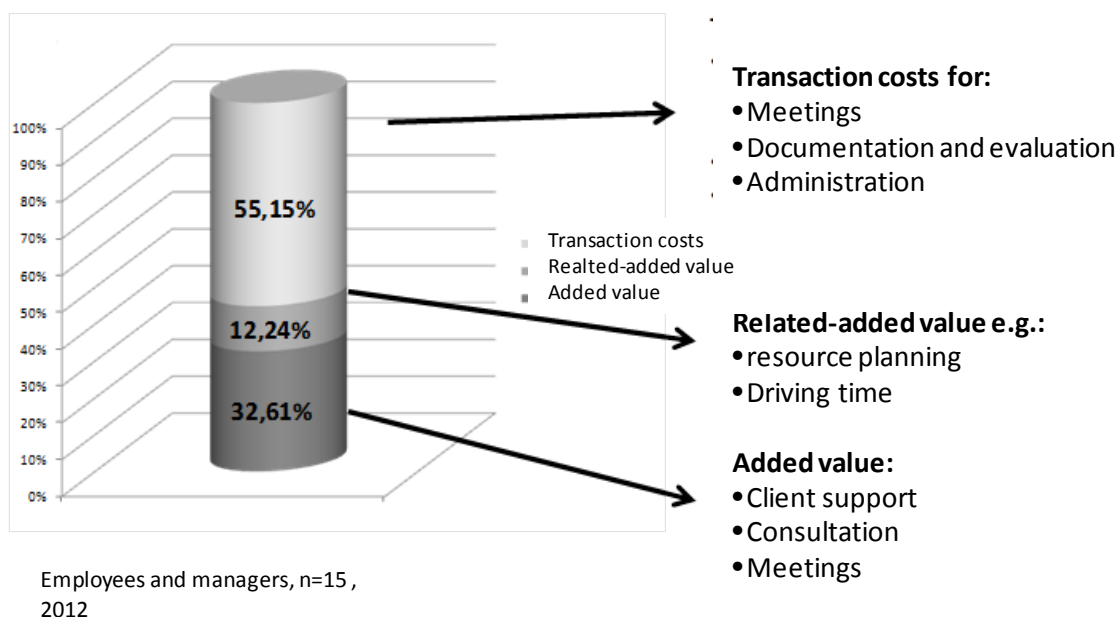 100%
90%
80%
70%
60%
50%
40%
30%
20%
10%
0%
55,15%
12,24%
32,61%
Transaction costs
Realted-added value
Added value
Transaction costs for:
•Meetings
•Documentation and evaluation
•Administration
Related-added value e.g.:
•resource planning
•Driving time
Added value:
•Client support
•Consultation
•Meetings
Employees and managers, n=15 ,
2012